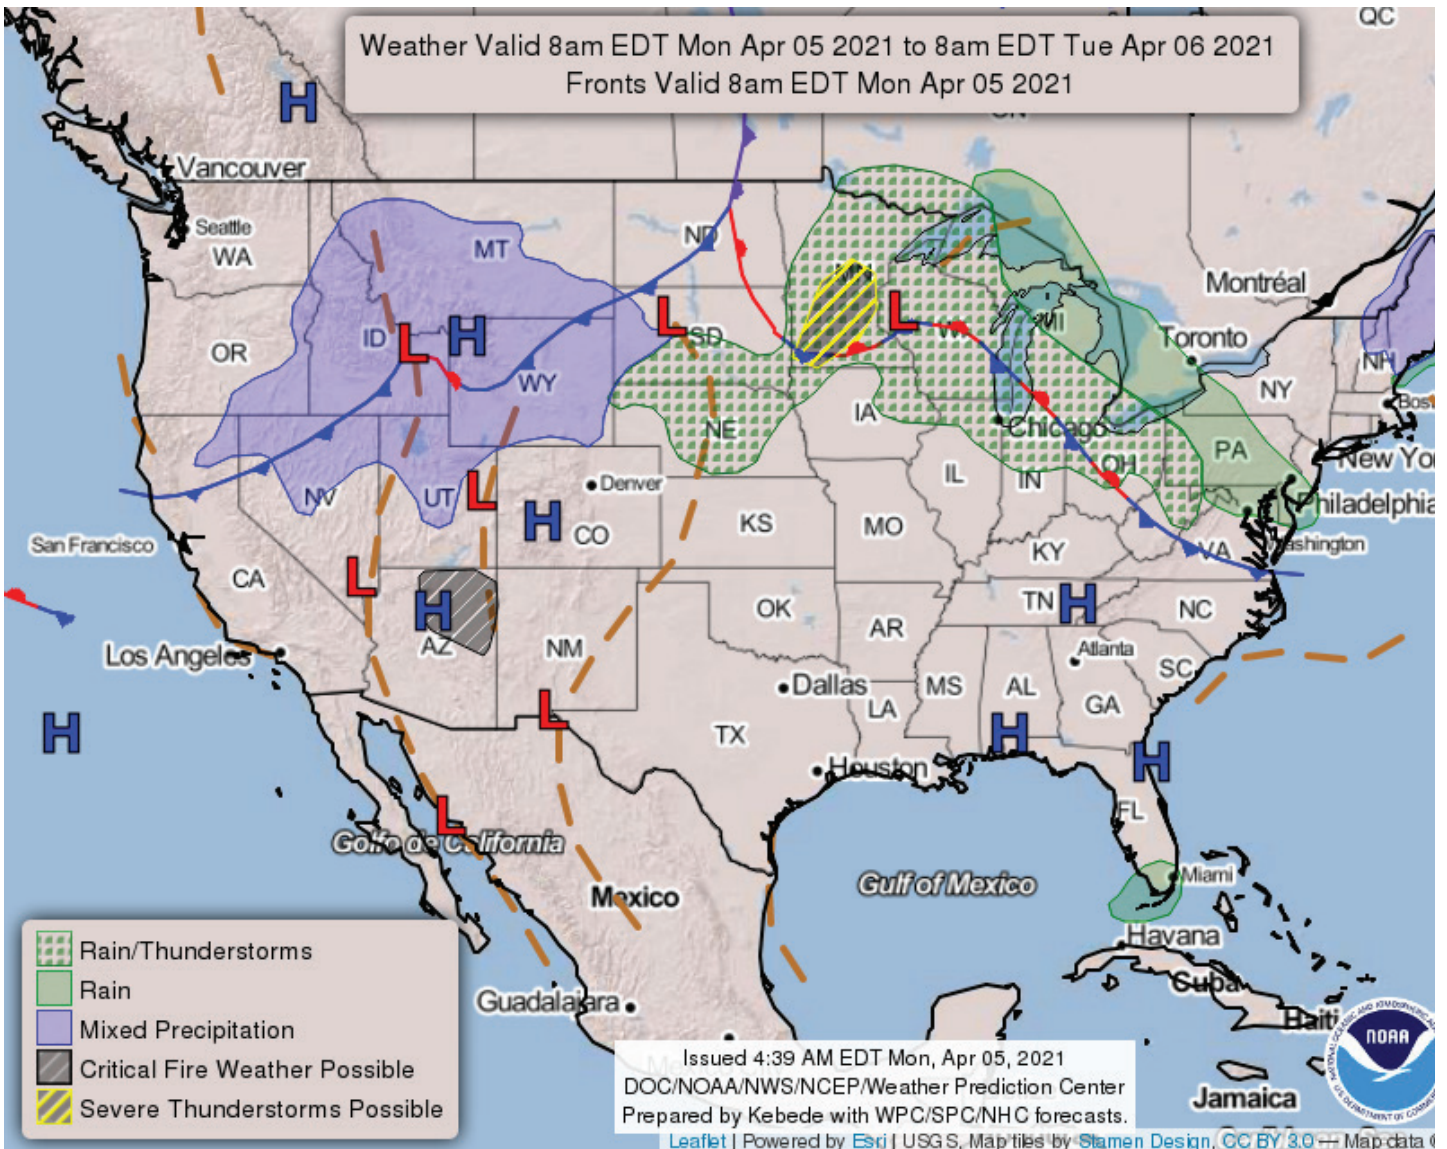 QC
Weather Valid 8am EDT Mon Apr 05 2021 to 8am EDT Tue Apr 06 2021
Fronts Valid 8am EDT Mon Apr 05 2021
H
Vancouver
Seattle
WA
MT
ND
Montréal
OR
ID
L
H
WY
L
SD
L
WI
MI
Toronto
NH
NY
IA
NE
Chicago
PA
New Yo
NV
UT
L
Denver
H
CO
KS
MO
IL
IN
OH
Philadelphia
San Francisco
CA
L
KY
VA
Washington
H
AZ
NM
OK
AR
TN
H
NC
Los Angeles
Atlanta
SC
Dallas
MS
AL
GA
L
LA
H
TX
H
H
Houston
FL
L
Golfo de California
Mexico
Gulf of Mexico
Miami
Havana
Cuba
Rain/Thunderstorms
Rain
Mixed Precipitation
Critical Fire Weather Possible
Severe Thunderstorms Possible
Guadalajara
Haiti
NOAA
Issued 4:39 AM EDT Mon, Apr 05, 2021
DOC/NOAA/NWS/NCEP/Weather Prediction Center
Prepared by Kebede with WPC/SPC/NHC forecasts.
Jamaica
Leaflet | Powered by Esri | USGS, Map tiles by Stamen Design, CC BY 3.0 — Map data ©